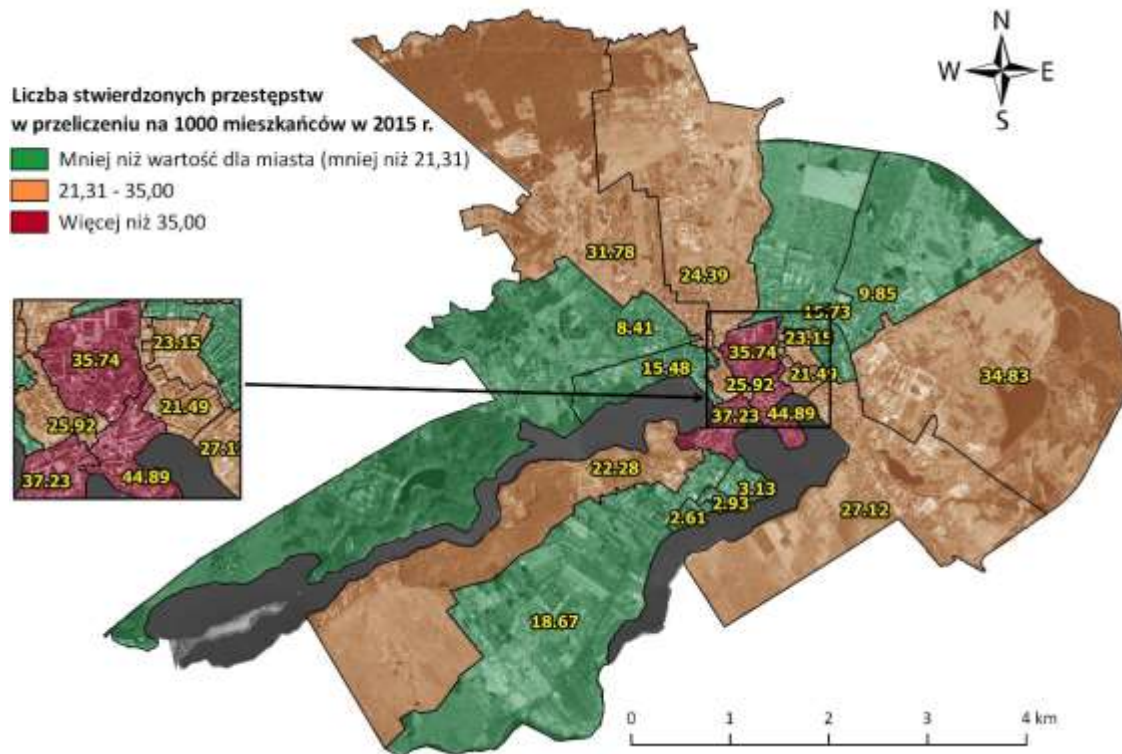 Liczba stwierdzonych przestępstw
w przeliczeniu na 1000 mieszkańców w 2015 r.
Mniej niż wartość dla miasta (mniej niż 21,31)
21,31 - 35,00
Więcej niż 35,00
N
W E
S
31.78
24.39
9.85
15.73
8.41
23.15
35.74
15.48
34.83
21.49
25.92
37.23
44.89
22.28
3.13
2.93
2.61
27.12
18.67
23.15
35.74
21.49
25.92
27.1
37.23
44.89
0 1 2 3 4 km